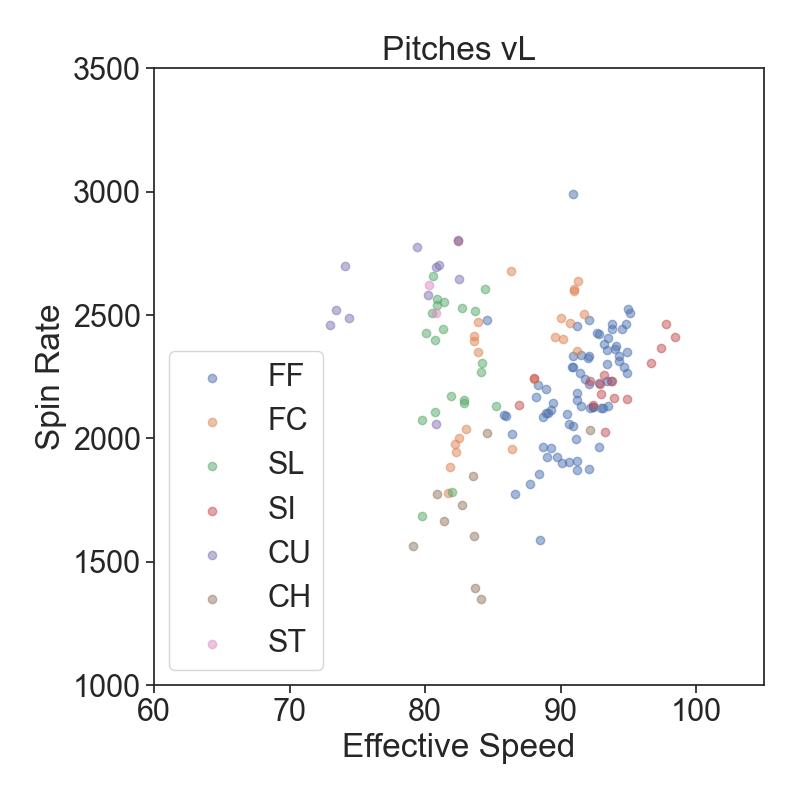 Pitches vL
3500
3000
2500
2000
1500
1000
Spin Rate
FF
FC
SL
SI
CU
CH
ST
60 70 80 90 100
Effective Speed